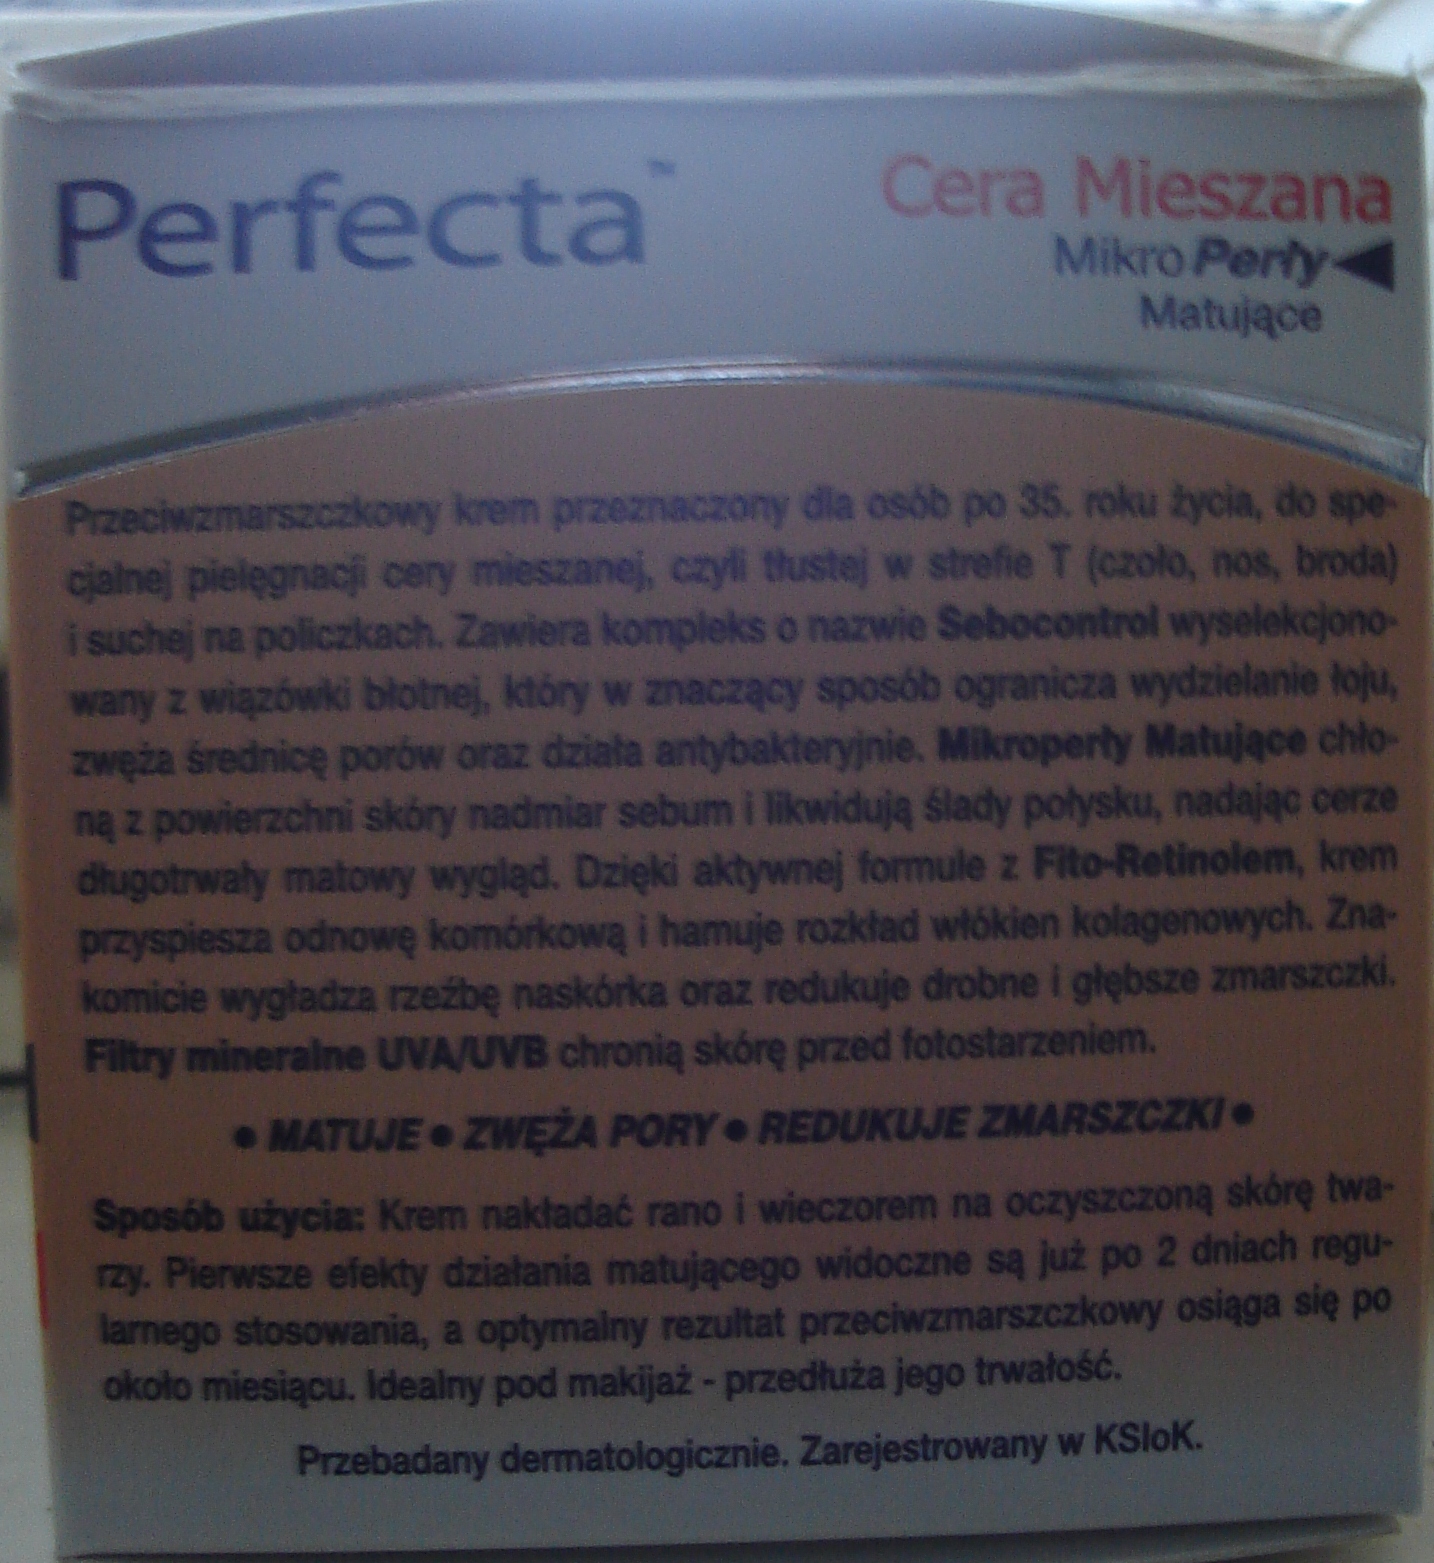 Perfecta™
Cera Mieszana
Mikro Perły
Matujące
Przeciwzmarszczkowy krem przeznaczony dla osób po 35. roku życia, do spe-
cjalnej pielęgnacji cery mieszanej, czyli tłustej w strefie T (czoło, nos, broda)
i suchej na policzkach. Zawiera kompleks o nazwie Sebocontrol wyselekcjono-
wany z wiązówki błotnej, który w znaczący sposób ogranicza wydzielanie łoju,
zwęża średnicę porów oraz działa antybakteryjnie. Mikroperły Matujące chło-
ną z powierzchni skóry nadmiar sebum i likwidują ślady połysku, nadając cerze
długotrwały matowy wygląd. Dzięki aktywnej formule z Fito-Retinolem, krem
przyspiesza odnowę komórkową i hamuje rozkład włókien kolagenowych. Zna-
komicie wygładza rzeźbę naskórka oraz redukuje drobne i głębsze zmarszczki.
Filtry mineralne UVA/UVB chronią skórę przed fotostarzeniem.
• MATUJE • ZWĘŻA PORY • REDUKUJE ZMARSZCZKI •
Sposób użycia: Krem nakładać rano i wieczorem na oczyszczoną skórę twa-
rzy. Pierwsze efekty działania matującego widoczne są już po 2 dniach regu-
larnego stosowania, a optymalny rezultat przeciwzmarszczkowy osiąga się po
około miesiącu. Idealny pod makijaż - przedłuża jego trwałość.
Przebadany dermatologicznie. Zarejestrowany w KSIoK.